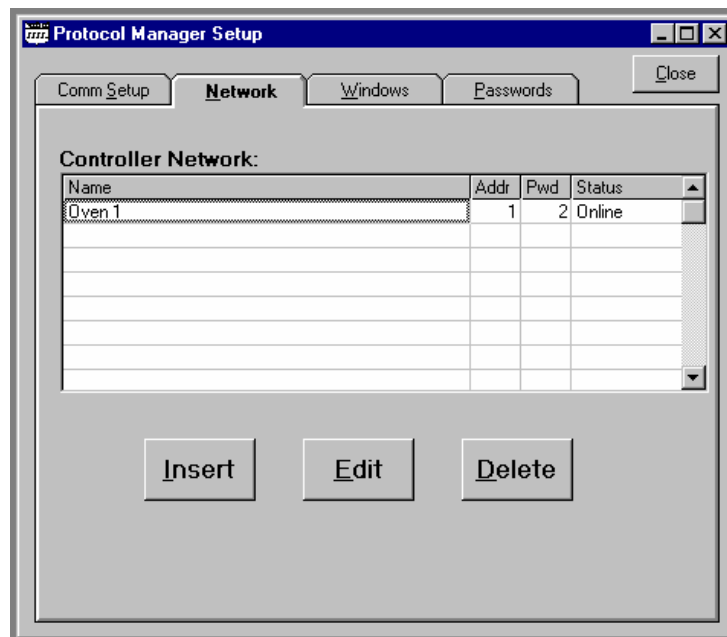 Protocol Manager Setup
Close
Comm Setup Network Windows Passwords
Controller Network:
Name Addr Pwd Status
Oven 1 1 2 Online
Insert Edit Delete